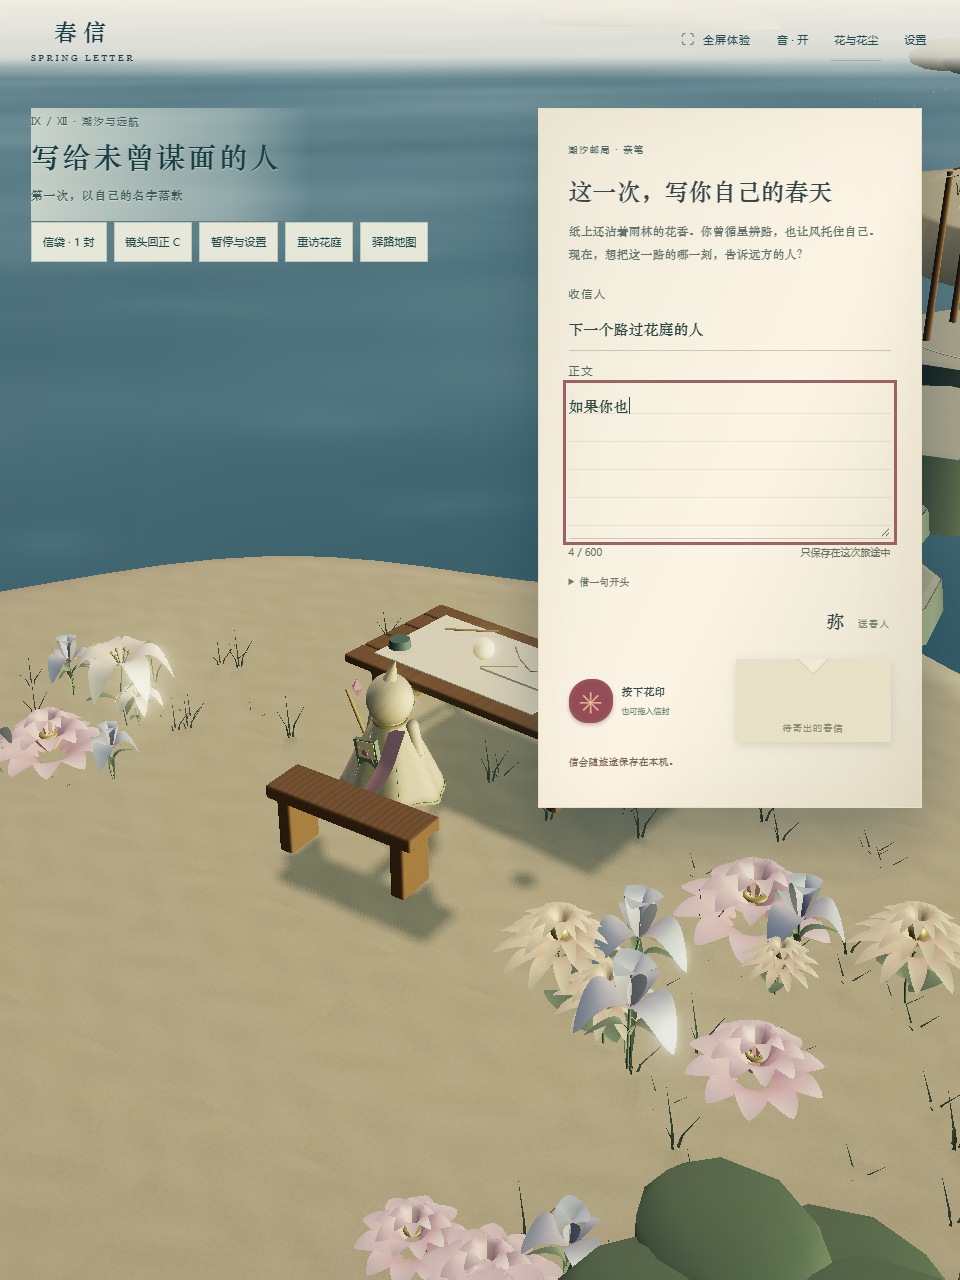 春信
SPRING LETTER
全屏体验
音·开
花与花尘
设置
IX / XII · 潮汐与远航
写给未曾谋面的人
第一次，以自己的名字落款
信袋·1 封
镜头回正 C
暂停与设置
重访花庭
驿路地图
潮汐邮局 · 亲笔
这一次，写你自己的春天
纸上还沾着雨林的花香。你曾循星辨路，也让风托住自己。
现在，想把这一路的哪一刻，告诉远方的人？
收信人
下一个路过花庭的人
正文
如果你也
4 / 600
只保存在这次旅途中
▶ 借一句开头
弥 送春人
按下花印
也可拖入信封
待寄出的春信
信会随旅途保存在本机。